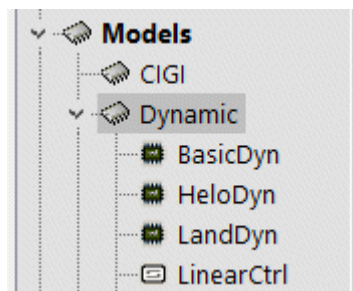 Models
CIGI
Dynamic
BasicDyn
HeloDyn
LandDyn
LinearCtrl